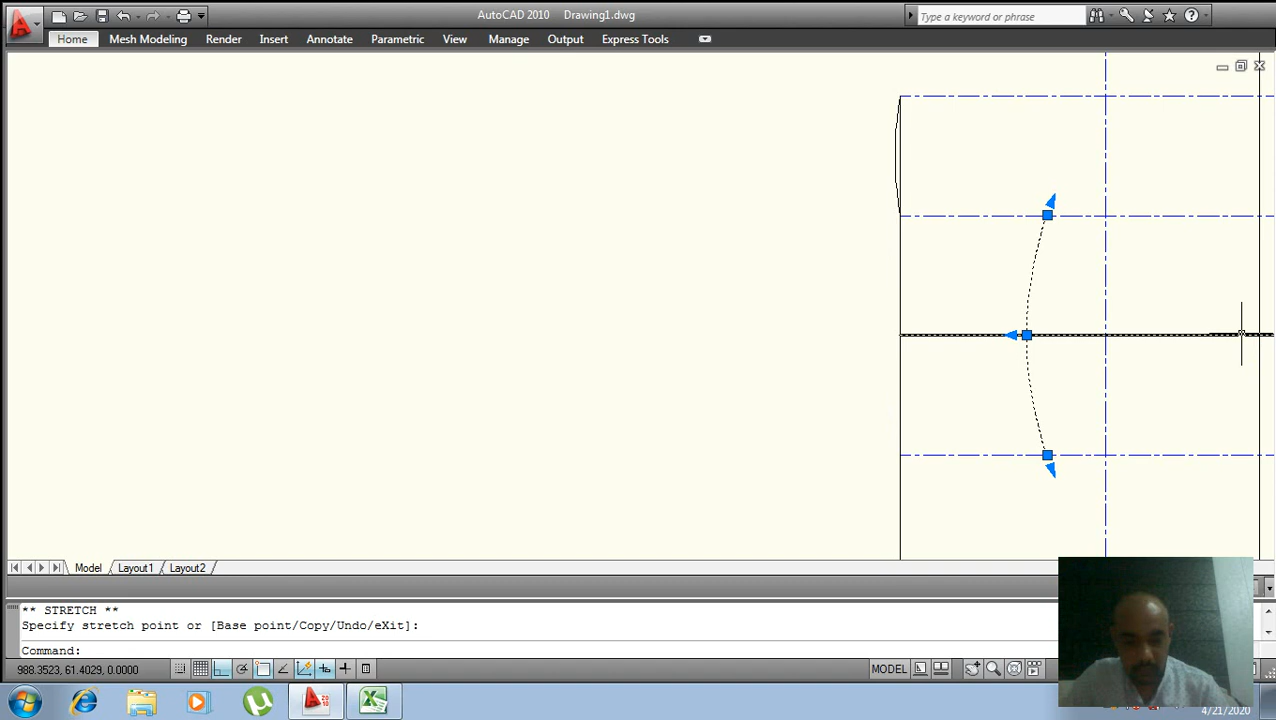 AutoCAD 2010 Drawing1.dwg
Type a keyword or phrase
Home Mesh Modeling Render Insert Annotate Parametric View Output Manage Express Tools
Model Layout1 Layout2
** STRETCH **
Specify stretch point or [Base point/Copy/Undo/eXit]:
Command:
988.3523, 61.4029, 0.0000
MODEL
4/21/2020